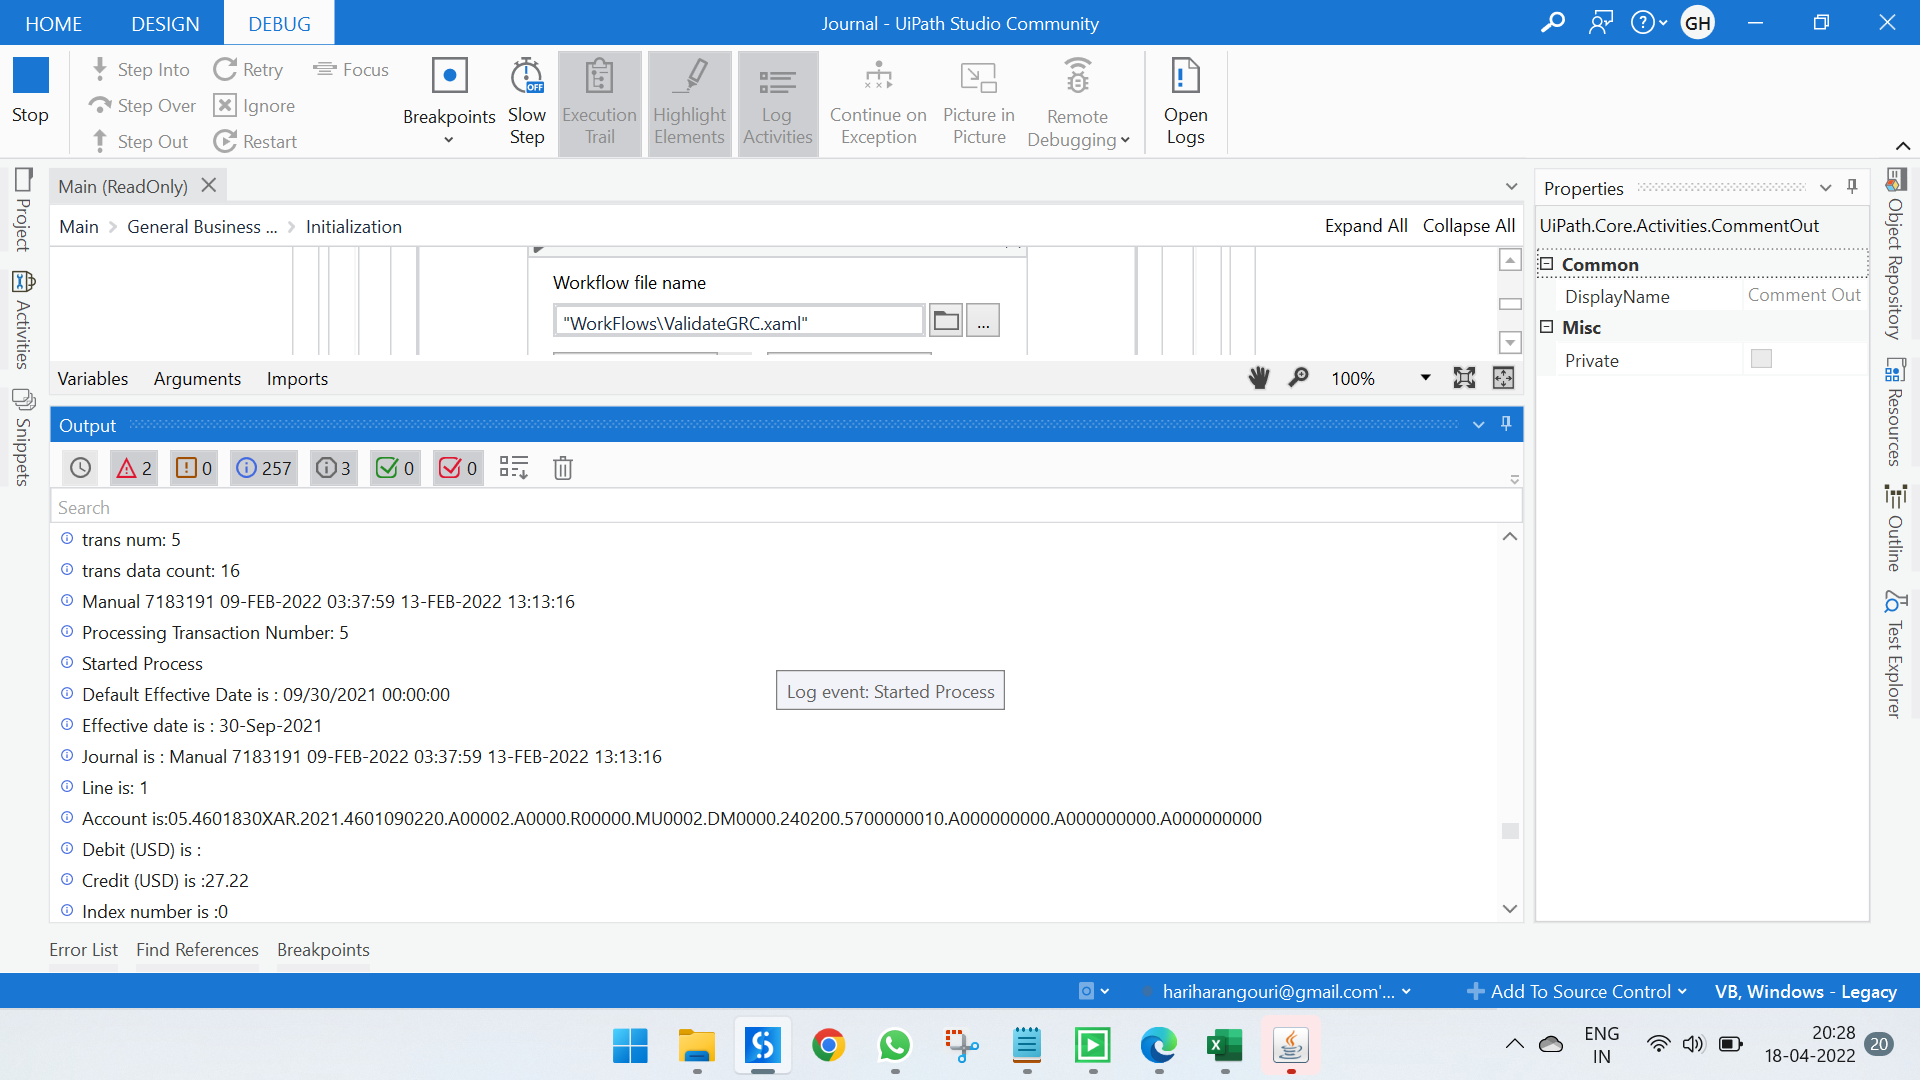 HOME DESIGN DEBUG Journal - UiPath Studio Community GH
Step Into Retry Focus
Step Over Ignore
Step Out Restart
Stop
Breakpoints
Slow Step
OFF
Execution Trail
Highlight Elements
Log Activities
Continue on Exception
Picture in Picture
Remote Debugging
Open Logs
Project
Activities
Snippets
Main (ReadOnly)
Main General Business ... Initialization Expand All Collapse All
Workflow file name
"WorkFlows\ValidateGRC.xaml" ...
Variables Arguments Imports 100%
Output
2 0 257 3 0 0
Search
trans num: 5
trans data count: 16
Manual 7183191 09-FEB-2022 03:37:59 13-FEB-2022 13:13:16
Processing Transaction Number: 5
Started Process
Log event: Started Process
Default Effective Date is : 09/30/2021 00:00:00
Effective date is : 30-Sep-2021
Journal is : Manual 7183191 09-FEB-2022 03:37:59 13-FEB-2022 13:13:16
Line is: 1
Account is:05.4601830XAR.2021.4601090220.A00002.A0000.R00000.MU0002.DM0000.240200.5700000010.A000000000.A000000000.A000000000
Debit (USD) is :
Credit (USD) is :27.22
Index number is :0
Error List Find References Breakpoints
Properties
UiPath.Core.Activities.CommentOut
Common
DisplayName Comment Out
Misc
Private
Object Repository
Resources
Outline
Test Explorer
hariharangouri@gmail.com'... Add To Source Control VB, Windows - Legacy
ENG
IN
20:28
18-04-2022
20